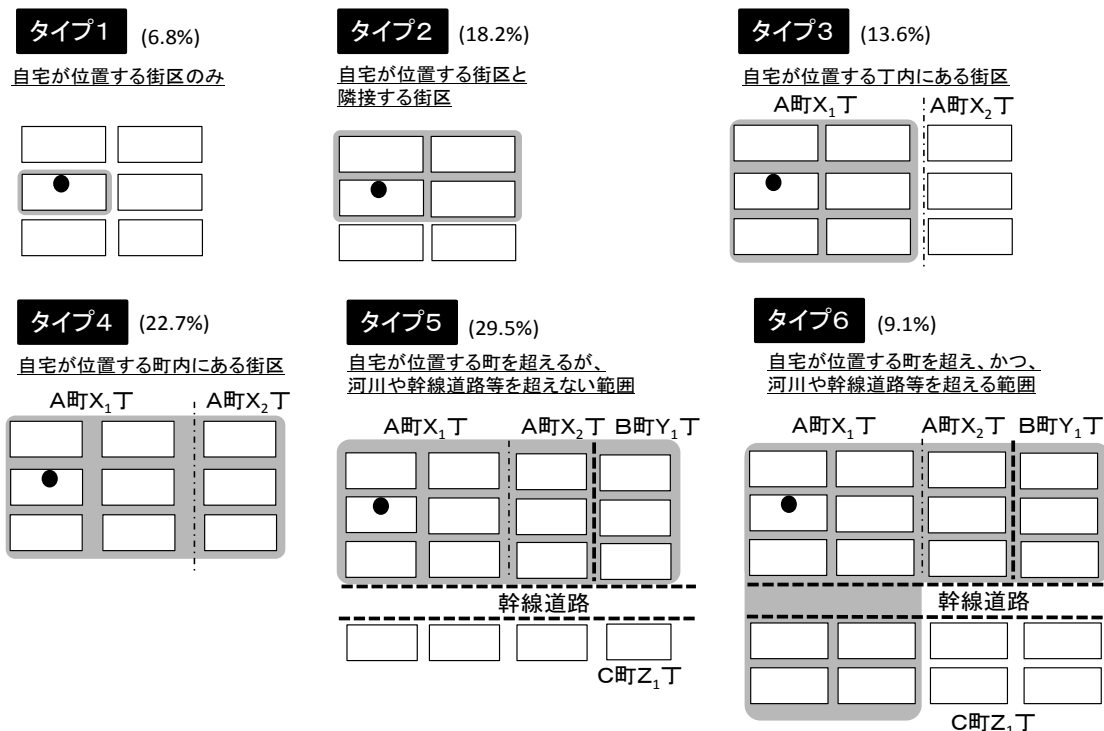 タイプ1 (6.8%)
自宅が位置する街区のみ
タイプ2 (18.2%)
自宅が位置する街区と
隣接する街区
タイプ3 (13.6%)
自宅が位置する丁内にある街区
A町X₁丁 A町X₂丁
タイプ4 (22.7%)
自宅が位置する町内にある街区
A町X₁丁 A町X₂丁
タイプ5 (29.5%)
自宅が位置する町を超えるが、
河川や幹線道路等を超えない範囲
A町X₁丁 A町X₂丁 B町Y₁丁
幹線道路
C町Z₁丁
タイプ6 (9.1%)
自宅が位置する町を超え、かつ、
河川や幹線道路等を超える範囲
A町X₁丁 A町X₂丁 B町Y₁丁
幹線道路
C町Z₁丁